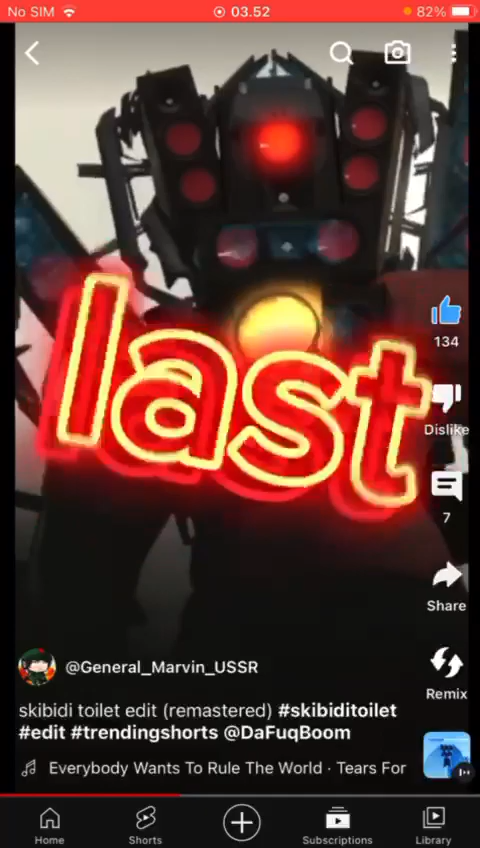 No SIM 03.52 82%
last
134
Dislike
7
Share
@General_Marvin_USSR
Remix
skibidi toilet edit (remastered) #skibiditoilet
#edit #trendingshorts @DaFuqBoom
Everybody Wants To Rule The World · Tears For
Home Shorts Subscriptions Library